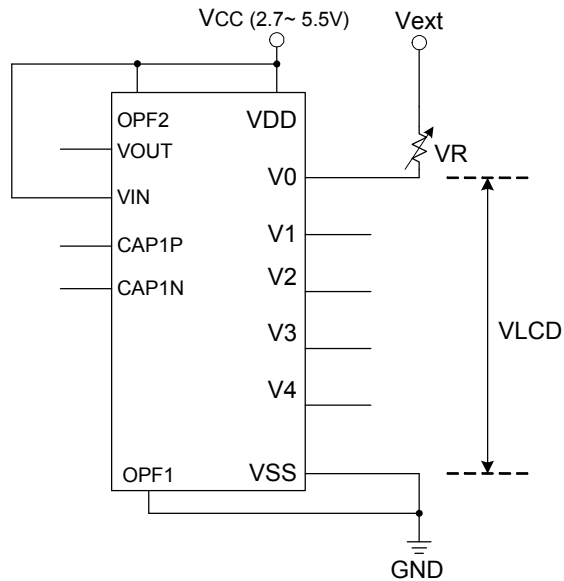 VCC (2.7~ 5.5V)
Vext
OPF2
VDD
VOUT
VR
V0
VIN
V1
CAP1P
V2
CAP1N
VLCD
V3
V4
OPF1
VSS
GND